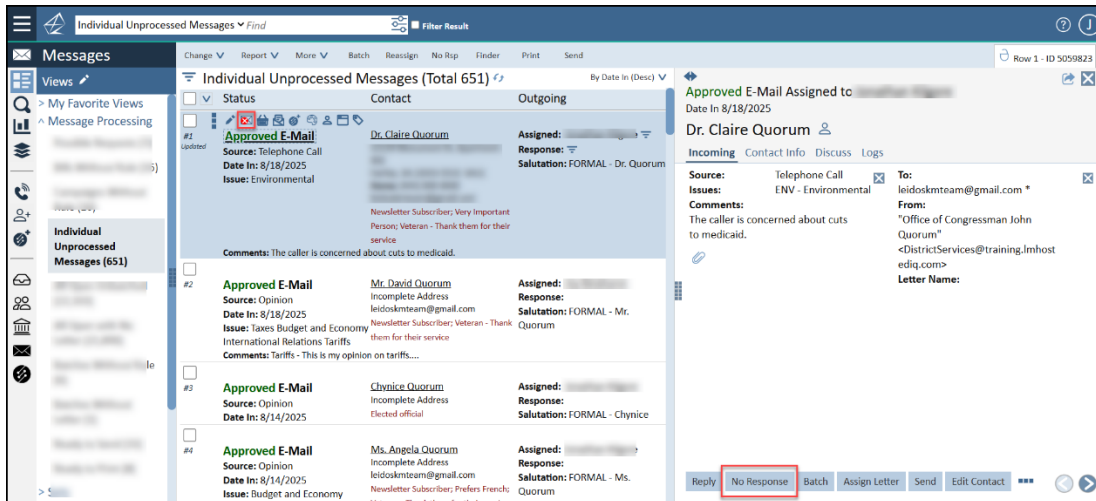 Individual Unprocessed Messages Find
Filter Result
Messages
Change Report More Batch Reassign No Rsp Finder Print Send
Row 1 - ID 5059823
Views
> My Favorite Views
Message Processing
Individual
Unprocessed
Messages (651)
Individual Unprocessed Messages (Total 651)
By Date In (Desc)
Status Contact Outgoing
#1
Updated
Approved E-Mail
Source: Telephone Call
Date In: 8/18/2025
Issue: Environmental
Dr. Claire Quorum
Newsletter Subscriber; Very Important
Person; Veteran - Thank them for their
service
Assigned:
Response:
Salutation: FORMAL - Dr. Quorum
Comments: The caller is concerned about cuts to medicaid.
#2
Approved E-Mail
Source: Opinion
Date In: 8/18/2025
Issue: Taxes Budget and Economy
International Relations Tariffs
Comments: Tariffs - This is my opinion on tariffs....
Mr. David Quorum
Incomplete Address
leidoskmteam@gmail.com
Newsletter Subscriber; Veteran - Thank
them for their service
Assigned:
Response:
Salutation: FORMAL - Mr.
Quorum
#3
Approved E-Mail
Source: Opinion
Date In: 8/14/2025
Chynice Quorum
Incomplete Address
Elected official
Assigned:
Response:
Salutation: FORMAL - Chynice
#4
Approved E-Mail
Source: Opinion
Date In: 8/14/2025
Issue: Budget and Economy
Ms. Angela Quorum
Incomplete Address
leidoskmteam@gmail.com
Newsletter Subscriber; Prefers French;
Assigned:
Response:
Salutation: FORMAL - Ms.
Quorum
Approved E-Mail Assigned to
Date In 8/18/2025
Dr. Claire Quorum
Incoming Contact Info Discuss Logs
Source: Telephone Call
Issues: ENV - Environmental
Comments:
The caller is concerned about cuts
to medicaid.
To:
leidoskmteam@gmail.com *
From:
"Office of Congressman John
Quorum"
<DistrictServices@training.lmhost
ediq.com>
Letter Name:
Reply No Response Batch Assign Letter Send Edit Contact